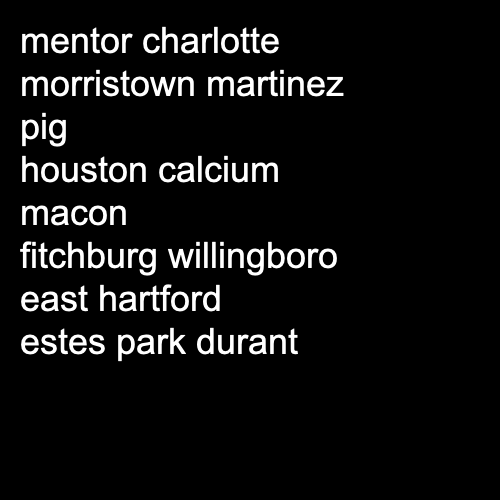 mentor charlotte
morristown martinez
pig
houston calcium
macon
fitchburg willingboro
east hartford
estes park durant